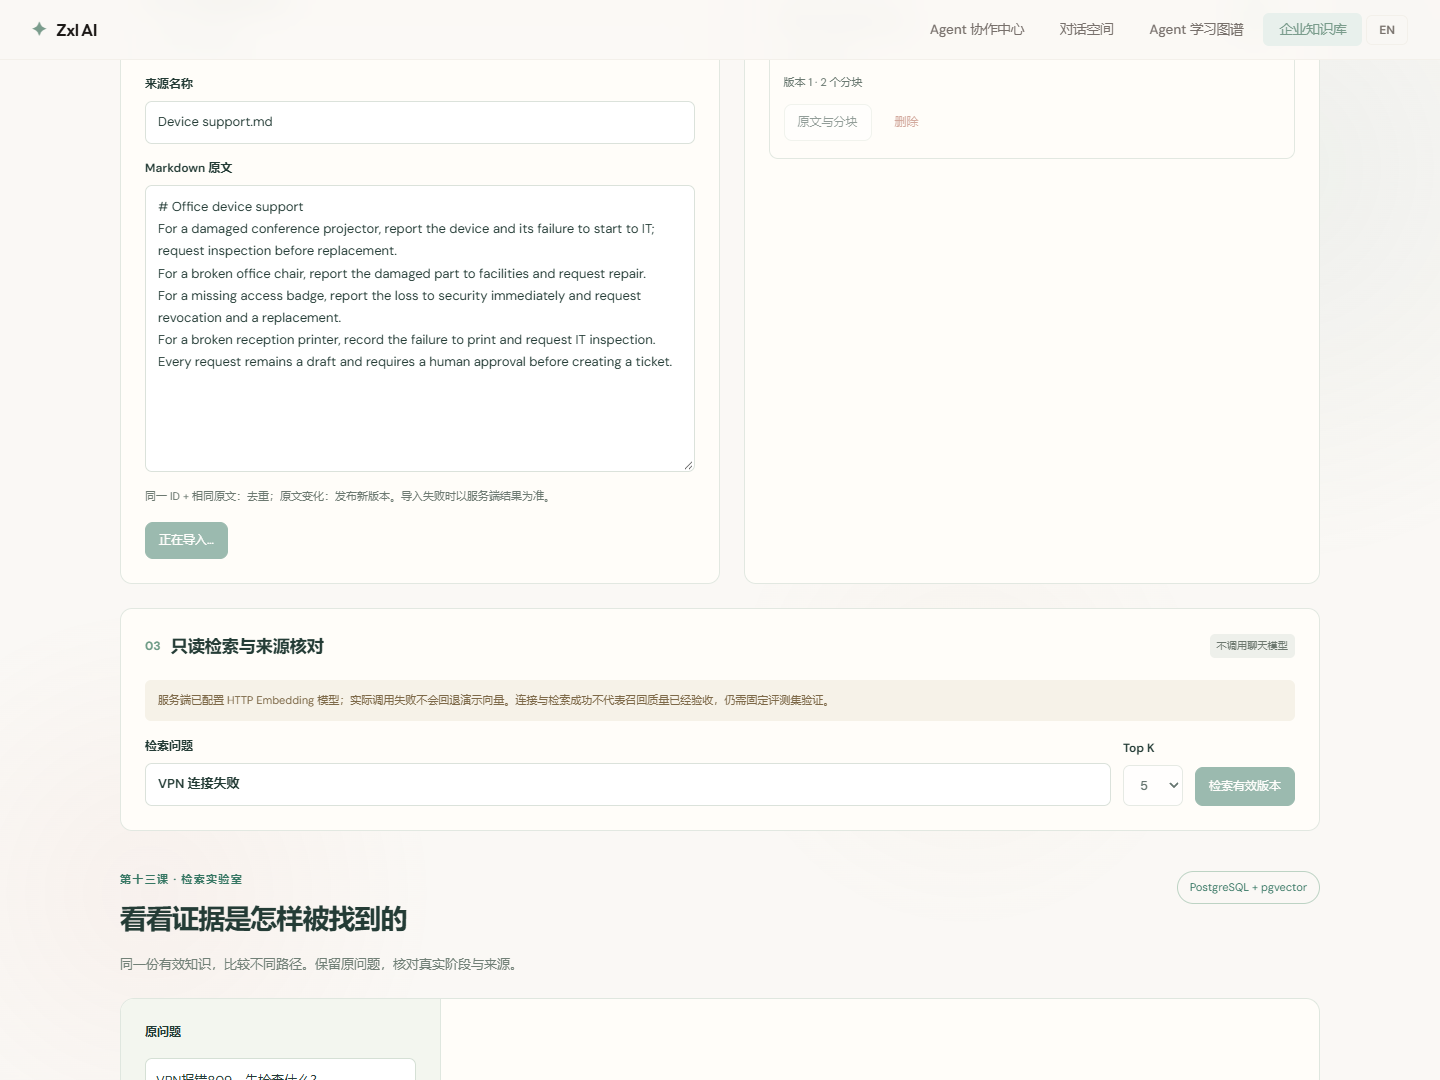 Zxl AI
Agent 协作中心
对话空间
Agent 学习图谱
企业知识库
EN
来源名称
Device support.md
Markdown 原文
# Office device support
For a damaged conference projector, report the device and its failure to start to IT;
request inspection before replacement.
For a broken office chair, report the damaged part to facilities and request repair.
For a missing access badge, report the loss to security immediately and request
revocation and a replacement.
For a broken reception printer, record the failure to print and request IT inspection.
Every request remains a draft and requires a human approval before creating a ticket.
同一 ID + 相同原文：去重；原文变化：发布新版本。导入失败时以服务端结果为准。
正在导入…
版本 1 · 2 个分块
原文与分块
删除
03 只读检索与来源核对
不调用聊天模型
服务端已配置 HTTP Embedding 模型；实际调用失败不会回退演示向量。连接与检索成功不代表召回质量已经验收，仍需固定评测集验证。
检索问题
VPN 连接失败
Top K
5
检索有效版本
第十三课 · 检索实验室
看看证据是怎样被找到的
PostgreSQL + pgvector
同一份有效知识，比较不同路径。保留原问题，核对真实阶段与来源。
原问题
VPN报错809，先检查什么？